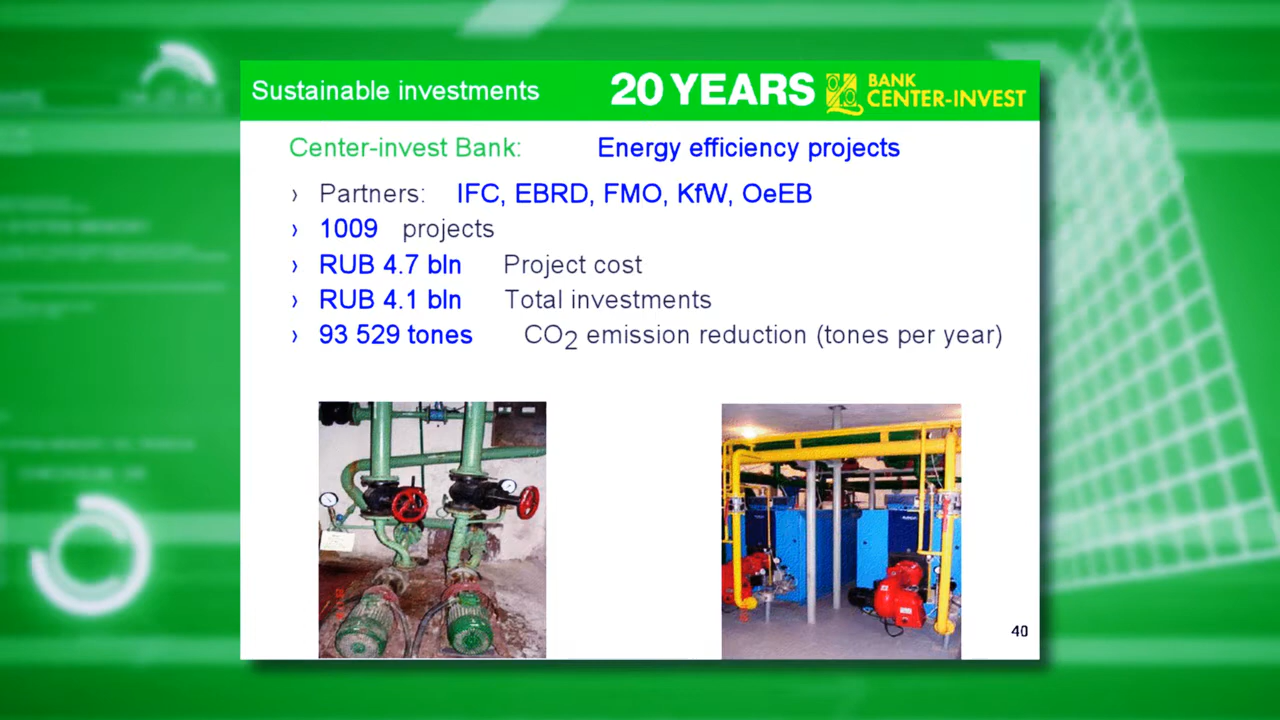 Sustainable investments
20 YEARS
BANK
CENTER-INVEST
Center-invest Bank: Energy efficiency projects
› Partners: IFC, EBRD, FMO, KfW, OeEB
› 1009 projects
› RUB 4.7 bln Project cost
› RUB 4.1 bln Total investments
› 93 529 tones CO2 emission reduction (tones per year)
40